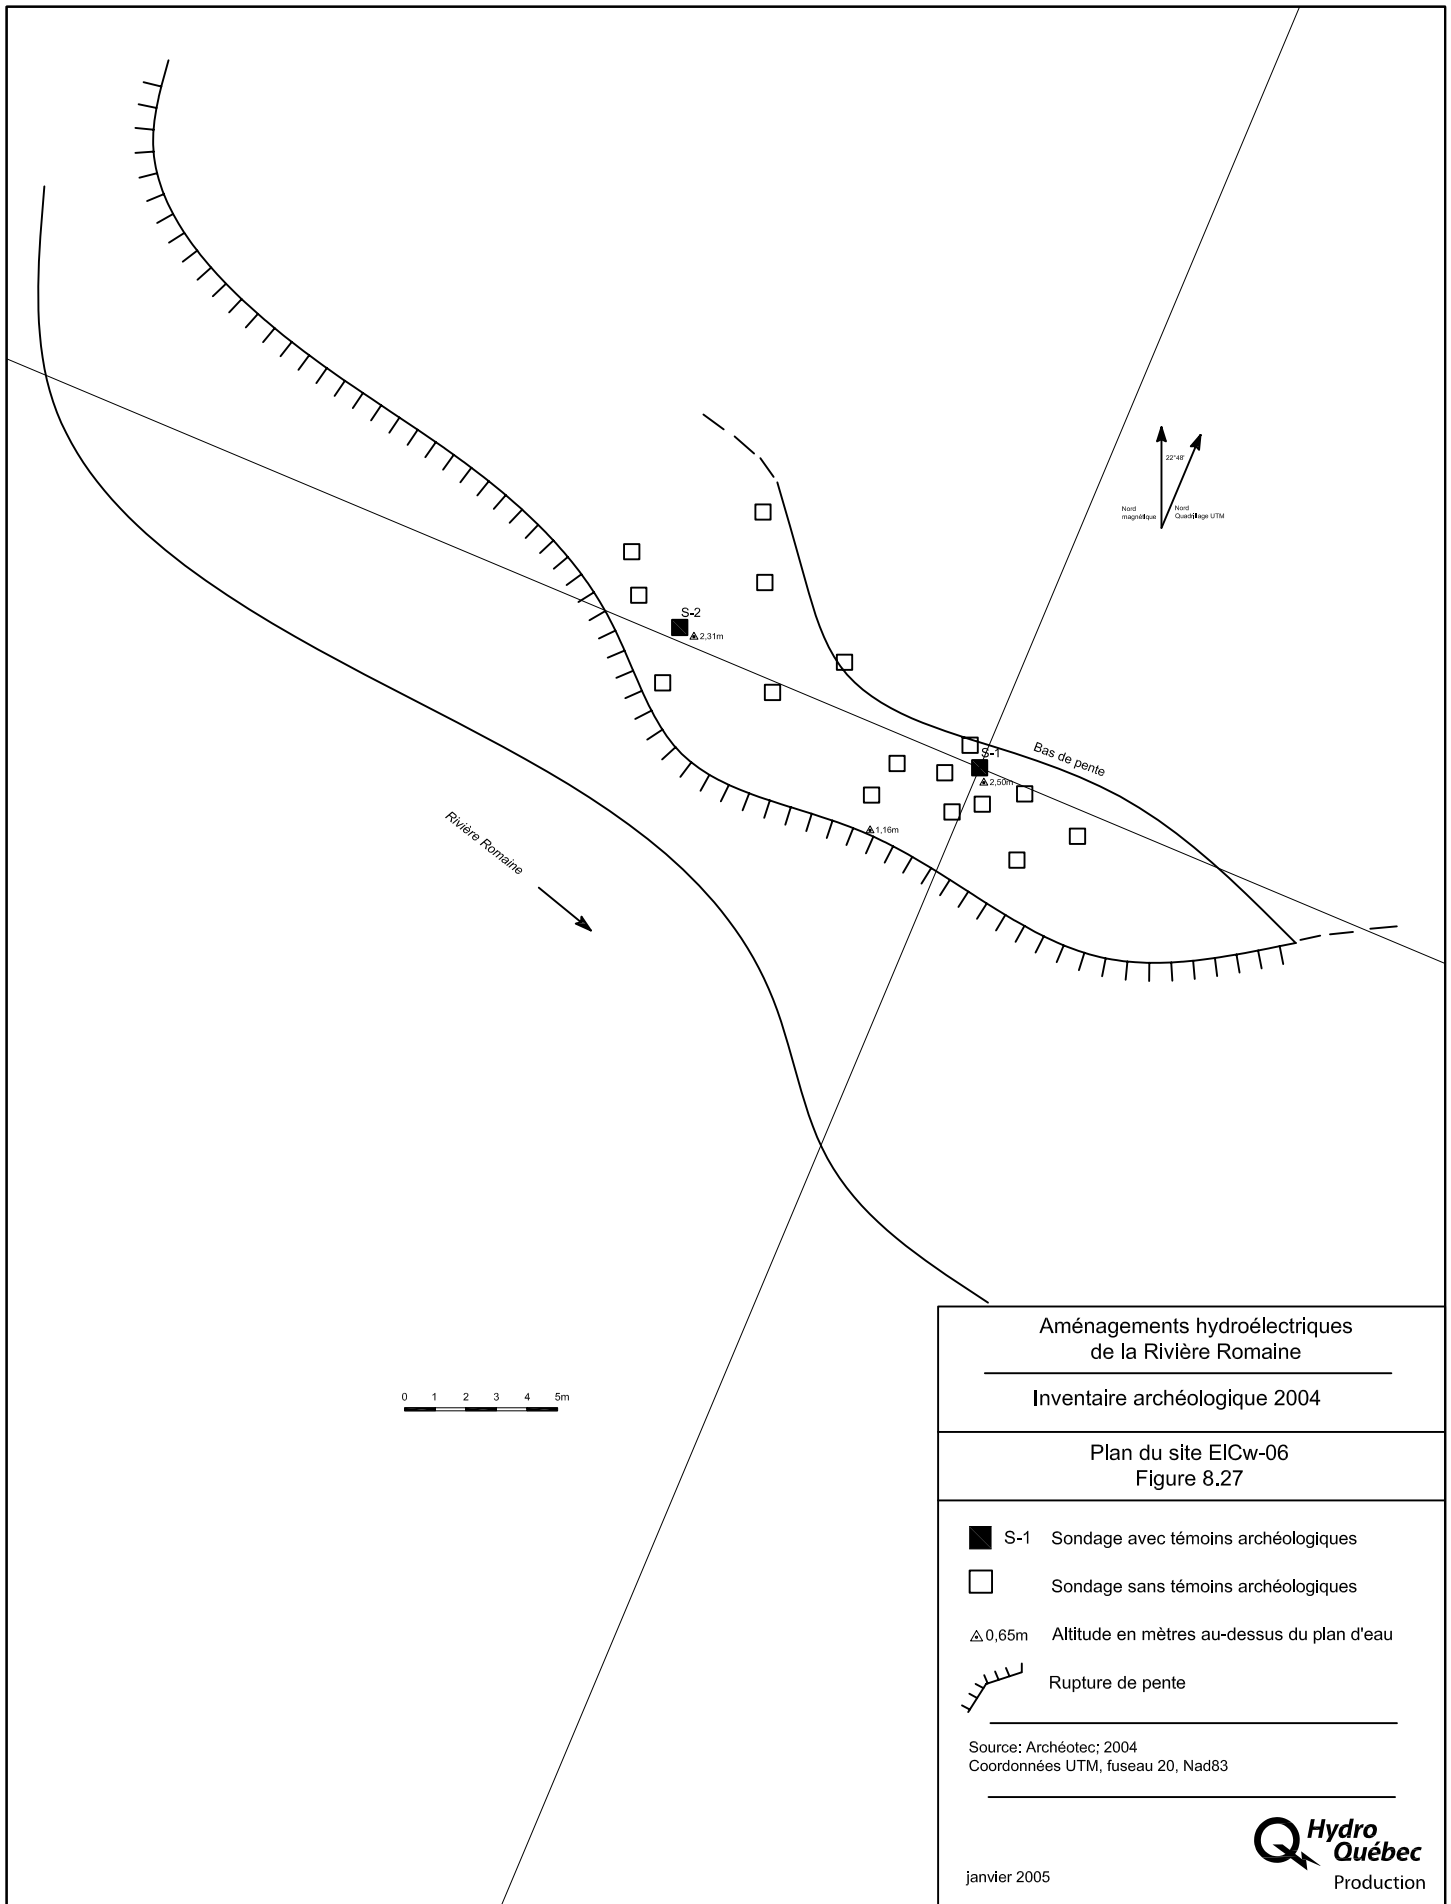 22°48'
Nord
magnétique
Nord
Quadrillage UTM
S-2
2,31m
S-1
Bas de pente
2,50m
1,16m
Rivière Romaine
0 1 2 3 4 5m
Aménagements hydroélectriques
de la Rivière Romaine
Inventaire archéologique 2004
Plan du site EICw-06
Figure 8.27
S-1 Sondage avec témoins archéologiques
Sondage sans témoins archéologiques
0,65m Altitude en mètres au-dessus du plan d'eau
Rupture de pente
Source: Archéotec; 2004
Coordonnées UTM, fuseau 20, Nad83
Hydro
Québec
Production
janvier 2005